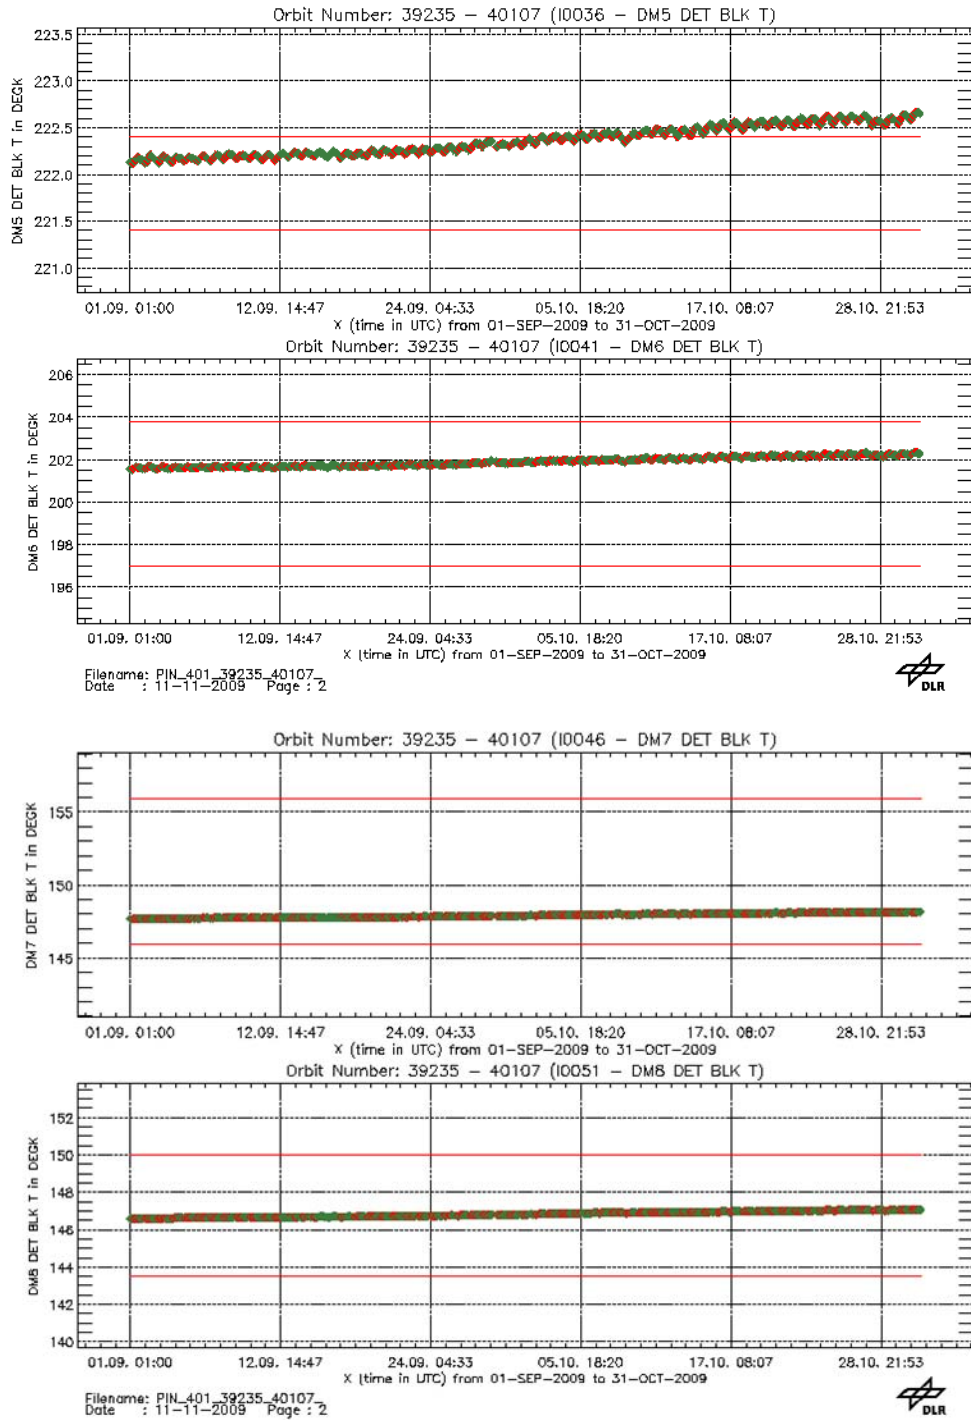 Orbit Number: 39235 – 40107 (I0036 – DM5 DET BLK T)
DM5 DET BLK T in DEGK
223.5
223.0
222.5
222.0
221.5
221.0
01.09. 01:00 12.09. 14:47 24.09. 04:33 05.10. 18:20 17.10. 08:07 28.10. 21:53
X (time in UTC) from 01–SEP–2009 to 31–OCT–2009
Orbit Number: 39235 – 40107 (I0041 – DM6 DET BLK T)
DM6 DET BLK T in DEGK
206
204
202
200
198
196
01.09. 01:00 12.09. 14:47 24.09. 04:33 05.10. 18:20 17.10. 08:07 28.10. 21:53
X (time in UTC) from 01–SEP–2009 to 31–OCT–2009
Filename: PIN_401_39235_40107_
Date : 11–11–2009 Page : 2
DLR
Orbit Number: 39235 – 40107 (I0046 – DM7 DET BLK T)
DM7 DET BLK T in DEGK
155
150
145
01.09. 01:00 12.09. 14:47 24.09. 04:33 05.10. 18:20 17.10. 08:07 28.10. 21:53
X (time in UTC) from 01–SEP–2009 to 31–OCT–2009
Orbit Number: 39235 – 40107 (I0051 – DM8 DET BLK T)
DM8 DET BLK T in DEGK
152
150
148
146
144
142
140
01.09. 01:00 12.09. 14:47 24.09. 04:33 05.10. 18:20 17.10. 08:07 28.10. 21:53
X (time in UTC) from 01–SEP–2009 to 31–OCT–2009
Filename: PIN_401_39235_40107_
Date : 11–11–2009 Page : 2
DLR